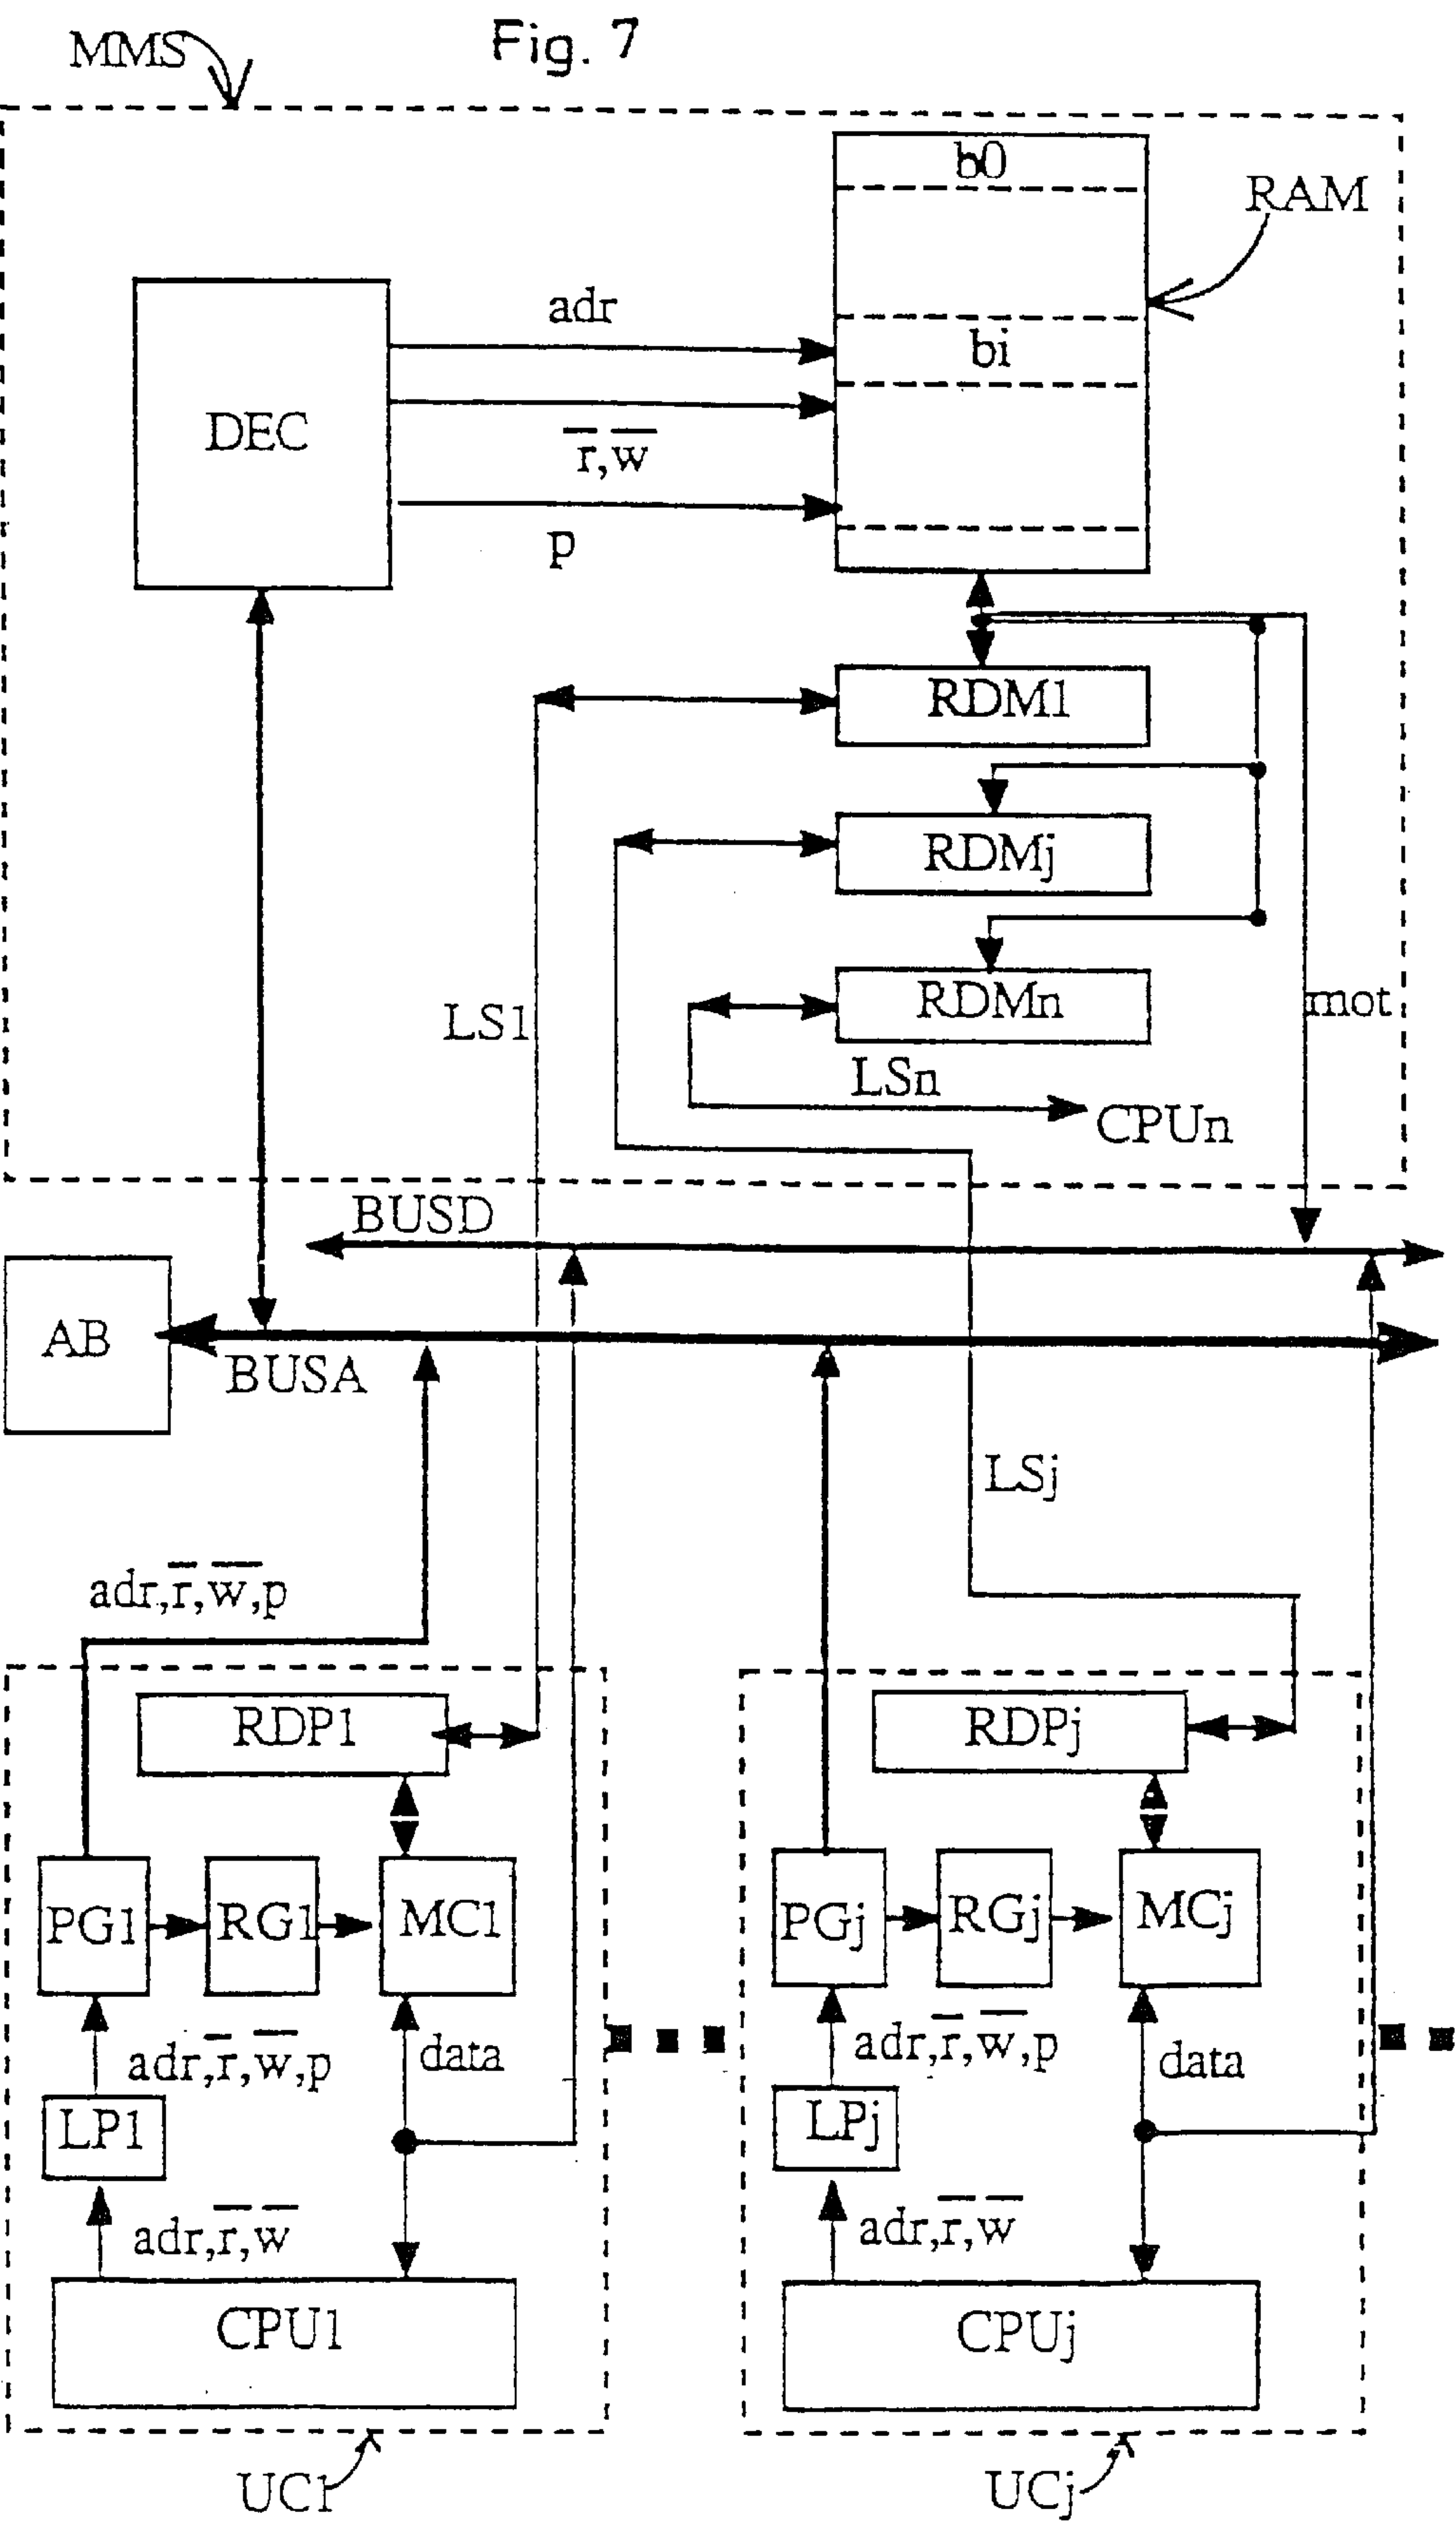 Fig. 7
MMS
b0
RAM
adr
bi
DEC
r̅,w̅
p
RDM1
RDMj
RDMn
LS1
mot
LSn
CPUn
BUSD
AB
BUSA
LSj
adr,r̅,w̅,p
RDP1
RDPj
PG1
RG1
MC1
PGj
RGj
MCj
adr,r̅,w̅,p
data
adr,r̅,w̅,p
data
LP1
LPj
adr,r̅,w̅
adr,r̅,w̅
CPU1
CPUj
UC1
UCj